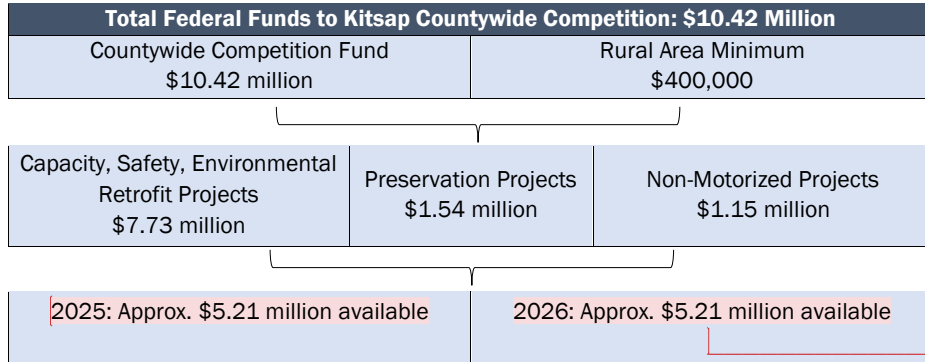 Total Federal Funds to Kitsap Countywide Competition: $10.42 Million
Countywide Competition Fund
$10.42 million
Rural Area Minimum
$400,000
Capacity, Safety, Environmental
Retrofit Projects
$7.73 million
Preservation Projects
$1.54 million
Non-Motorized Projects
$1.15 million
2025: Approx. $5.21 million available
2026: Approx. $5.21 million available